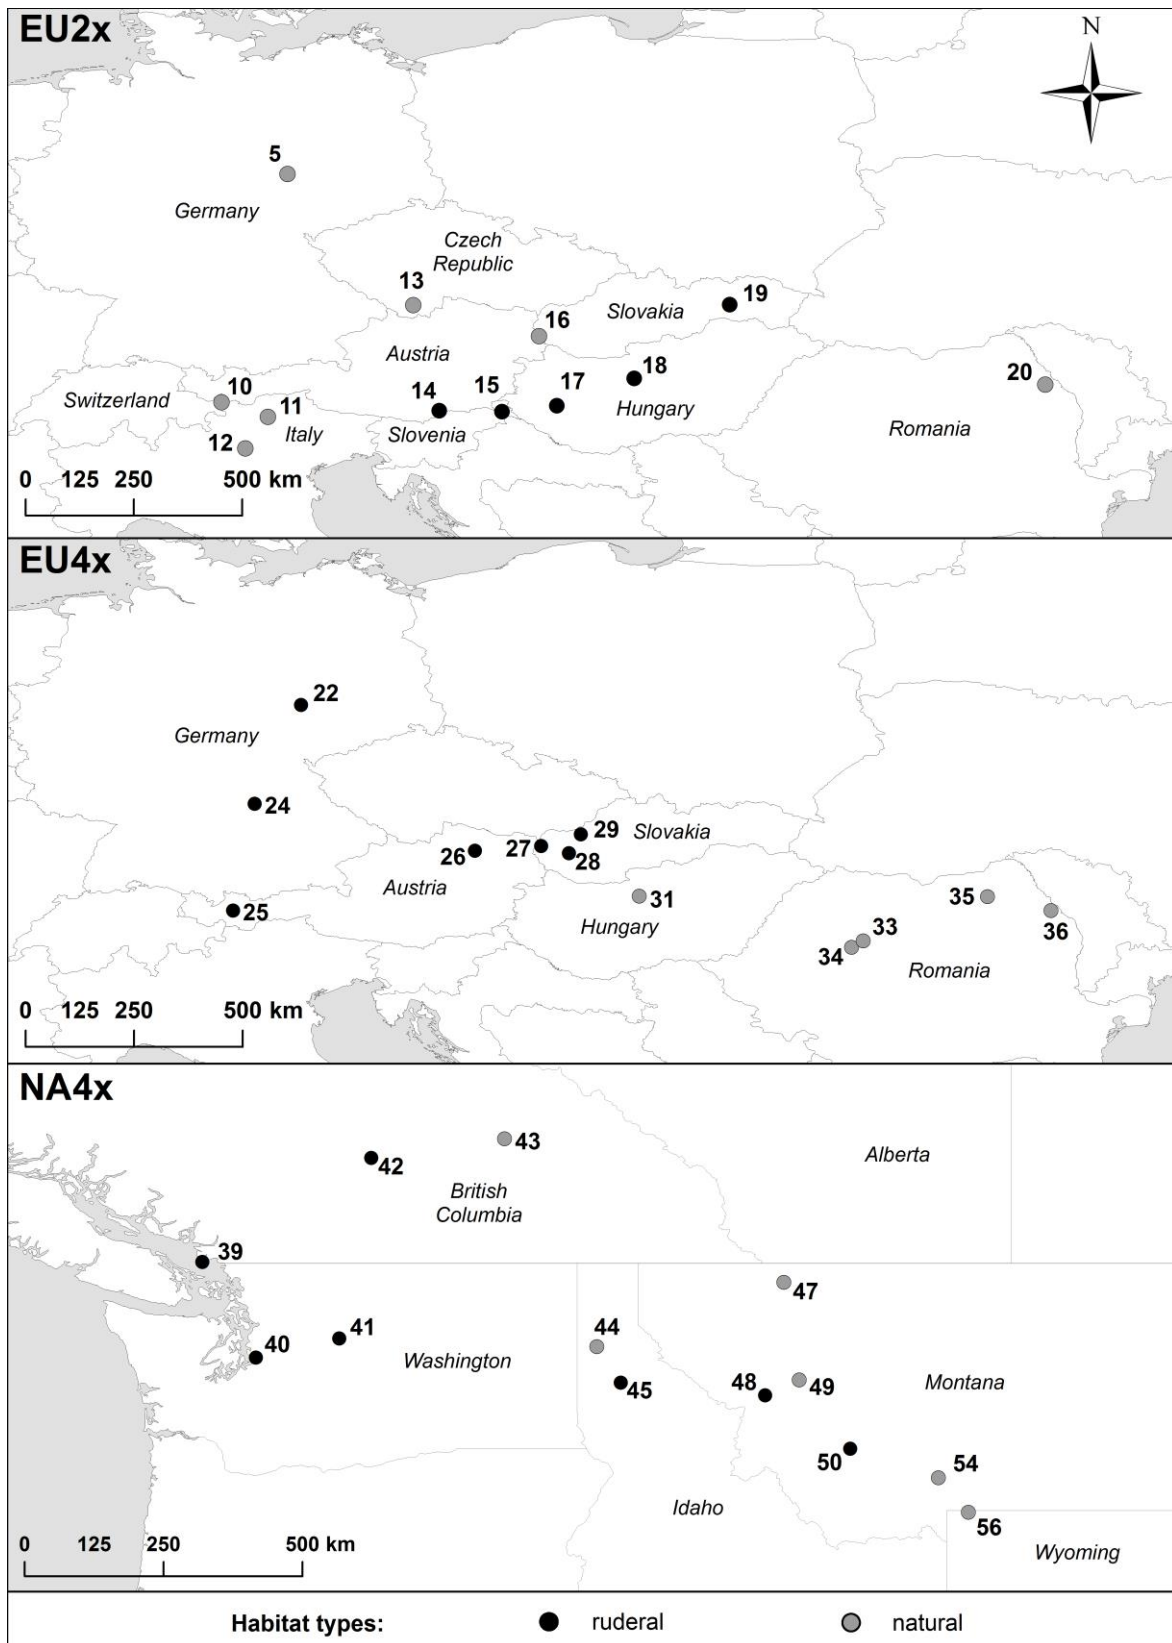 EU2x
N
5
Germany
Czech
Republic
13
19
Slovakia
16
Austria
18
10
17
20
Switzerland
15
14
11
Hungary
Romania
Italy
Slovenia
12
0 125 250 500 km
EU4x
22
Germany
24
29
Slovakia
27
26
28
Austria
31
35
25
Hungary
36
33
34
Romania
0 125 250 500 km
NA4x
43
Alberta
42
British
Columbia
39
47
41
44
40
Washington
49
45
48
Montana
50
54
Idaho
56
0 125 250 500 km
Wyoming
Habitat types: ruderal natural